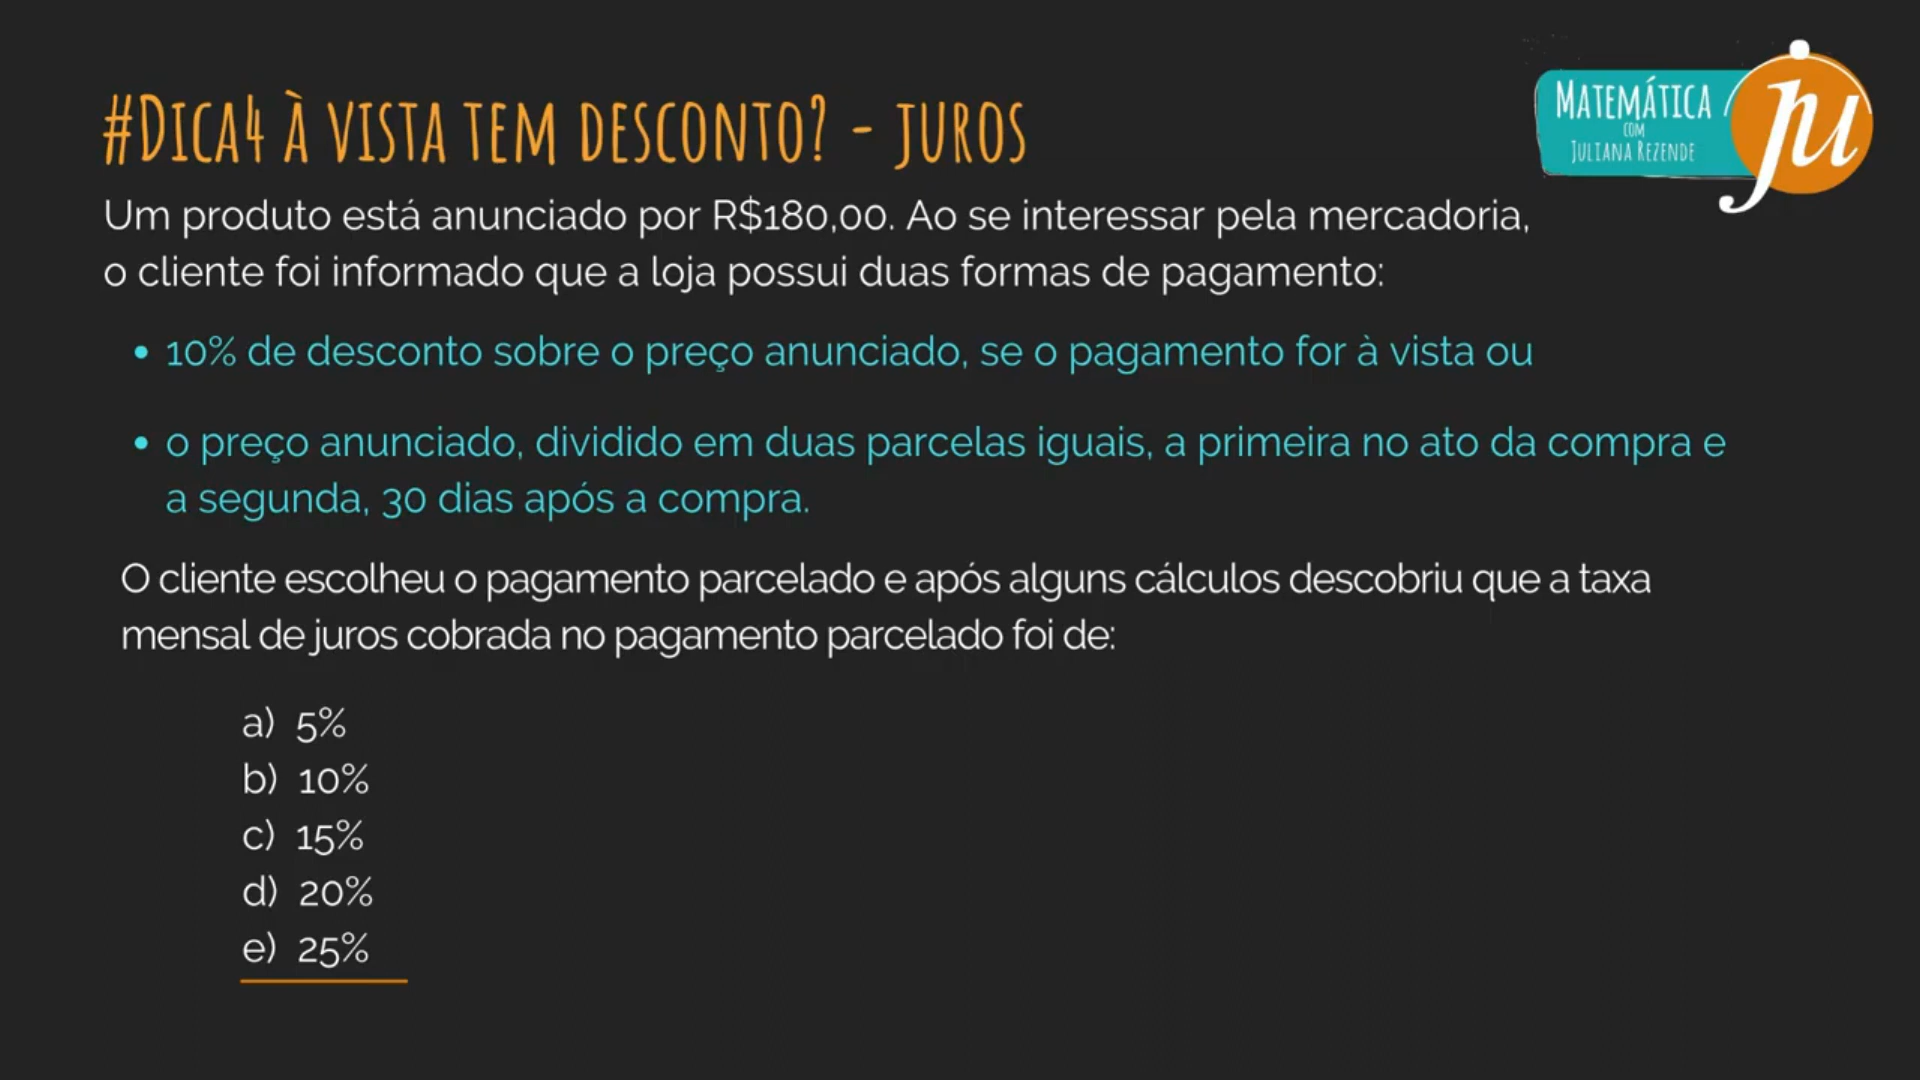 #DICA4 À VISTA TEM DESCONTO? - JUROS
MATEMÁTICA
COM
JULIANA REZENDE
ju
Um produto está anunciado por R$180,00. Ao se interessar pela mercadoria,
o cliente foi informado que a loja possui duas formas de pagamento:
• 10% de desconto sobre o preço anunciado, se o pagamento for à vista ou
• o preço anunciado, dividido em duas parcelas iguais, a primeira no ato da compra e
a segunda, 30 dias após a compra.
O cliente escolheu o pagamento parcelado e após alguns cálculos descobriu que a taxa
mensal de juros cobrada no pagamento parcelado foi de:
a) 5%
b) 10%
c) 15%
d) 20%
e) 25%